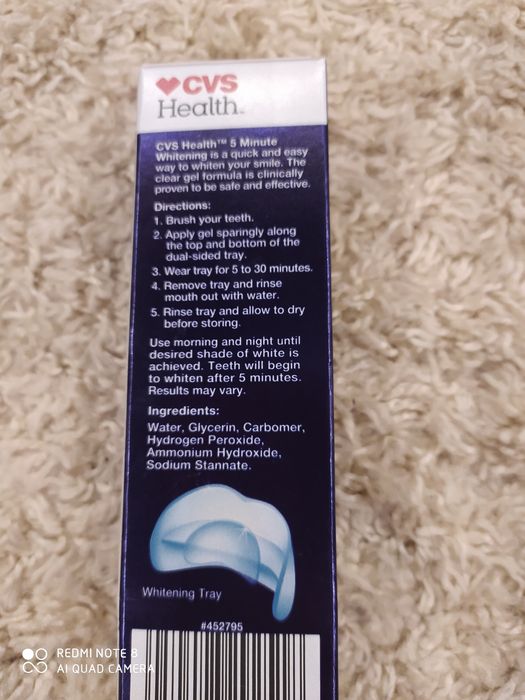 CVS
Health™
CVS Health™ 5 Minute
Whitening is a quick and easy
way to whiten your smile. The
clear gel formula is clinically
proven to be safe and effective.
Directions:
1. Brush your teeth.
2. Apply gel sparingly along
the top and bottom of the
dual-sided tray.
3. Wear tray for 5 to 30 minutes.
4. Remove tray and rinse
mouth out with water.
5. Rinse tray and allow to dry
before storing.
Use morning and night until
desired shade of white is
achieved. Teeth will begin
to whiten after 5 minutes.
Results may vary.
Ingredients:
Water, Glycerin, Carbomer,
Hydrogen Peroxide,
Ammonium Hydroxide,
Sodium Stannate.
Whitening Tray
#452795
REDMI NOTE 8
AI QUAD CAMERA